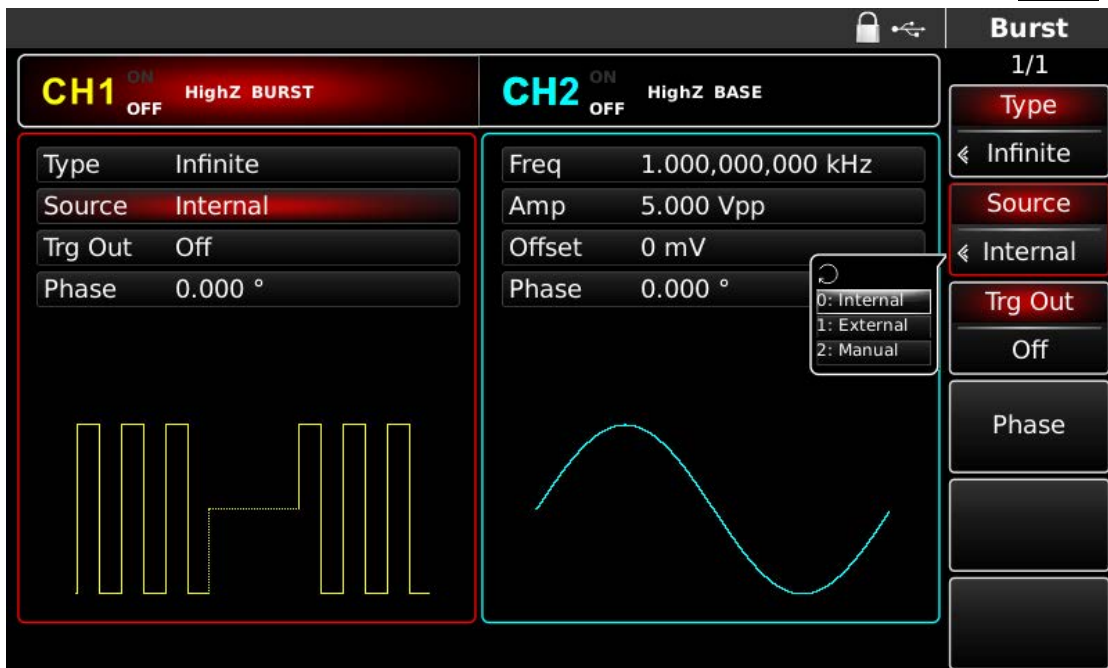 Burst
1/1
CH1 ON OFF HighZ BURST
CH2 ON OFF HighZ BASE
Type Infinite
Source Internal
Trg Out Off
Phase 0.000 °
Freq 1.000,000,000 kHz
Amp 5.000 Vpp
Offset 0 mV
Phase 0.000 °
0: Internal
1: External
2: Manual
Type
Infinite
Source
Internal
Trg Out
Off
Phase